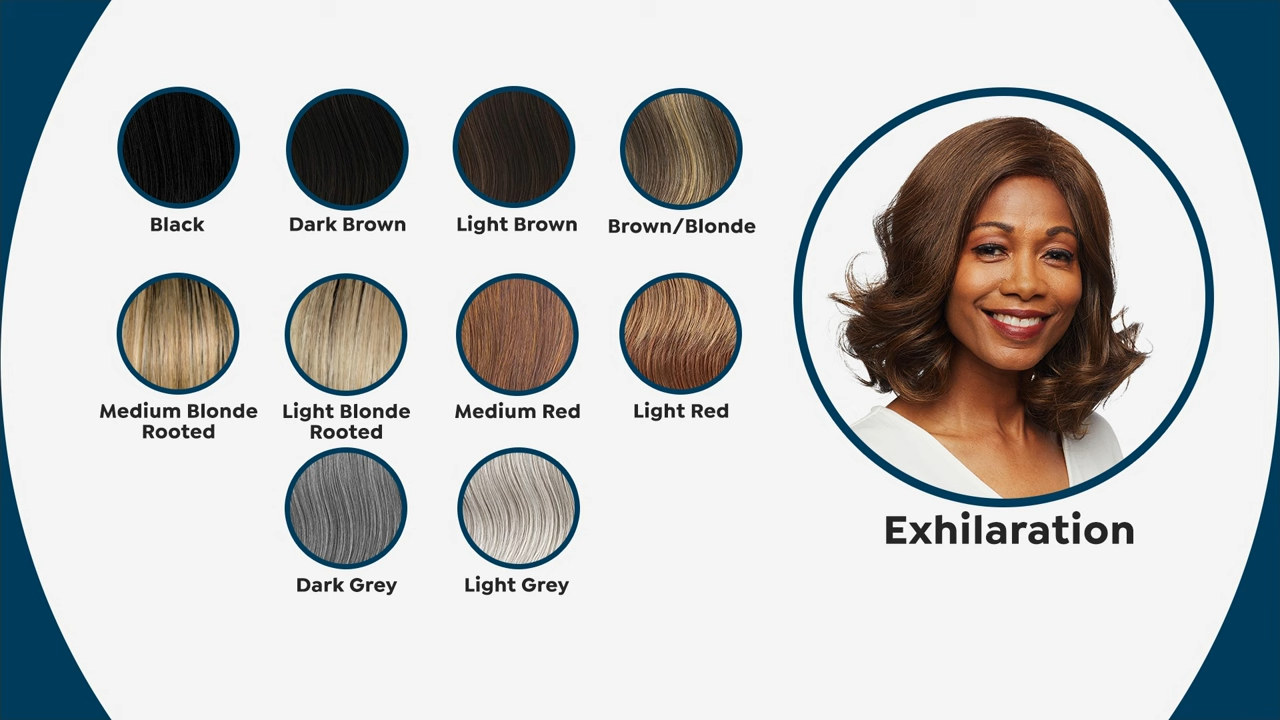 Black
Dark Brown
Light Brown
Brown/Blonde
Medium Blonde
Rooted
Light Blonde
Rooted
Medium Red
Light Red
Dark Grey
Light Grey
Exhilaration